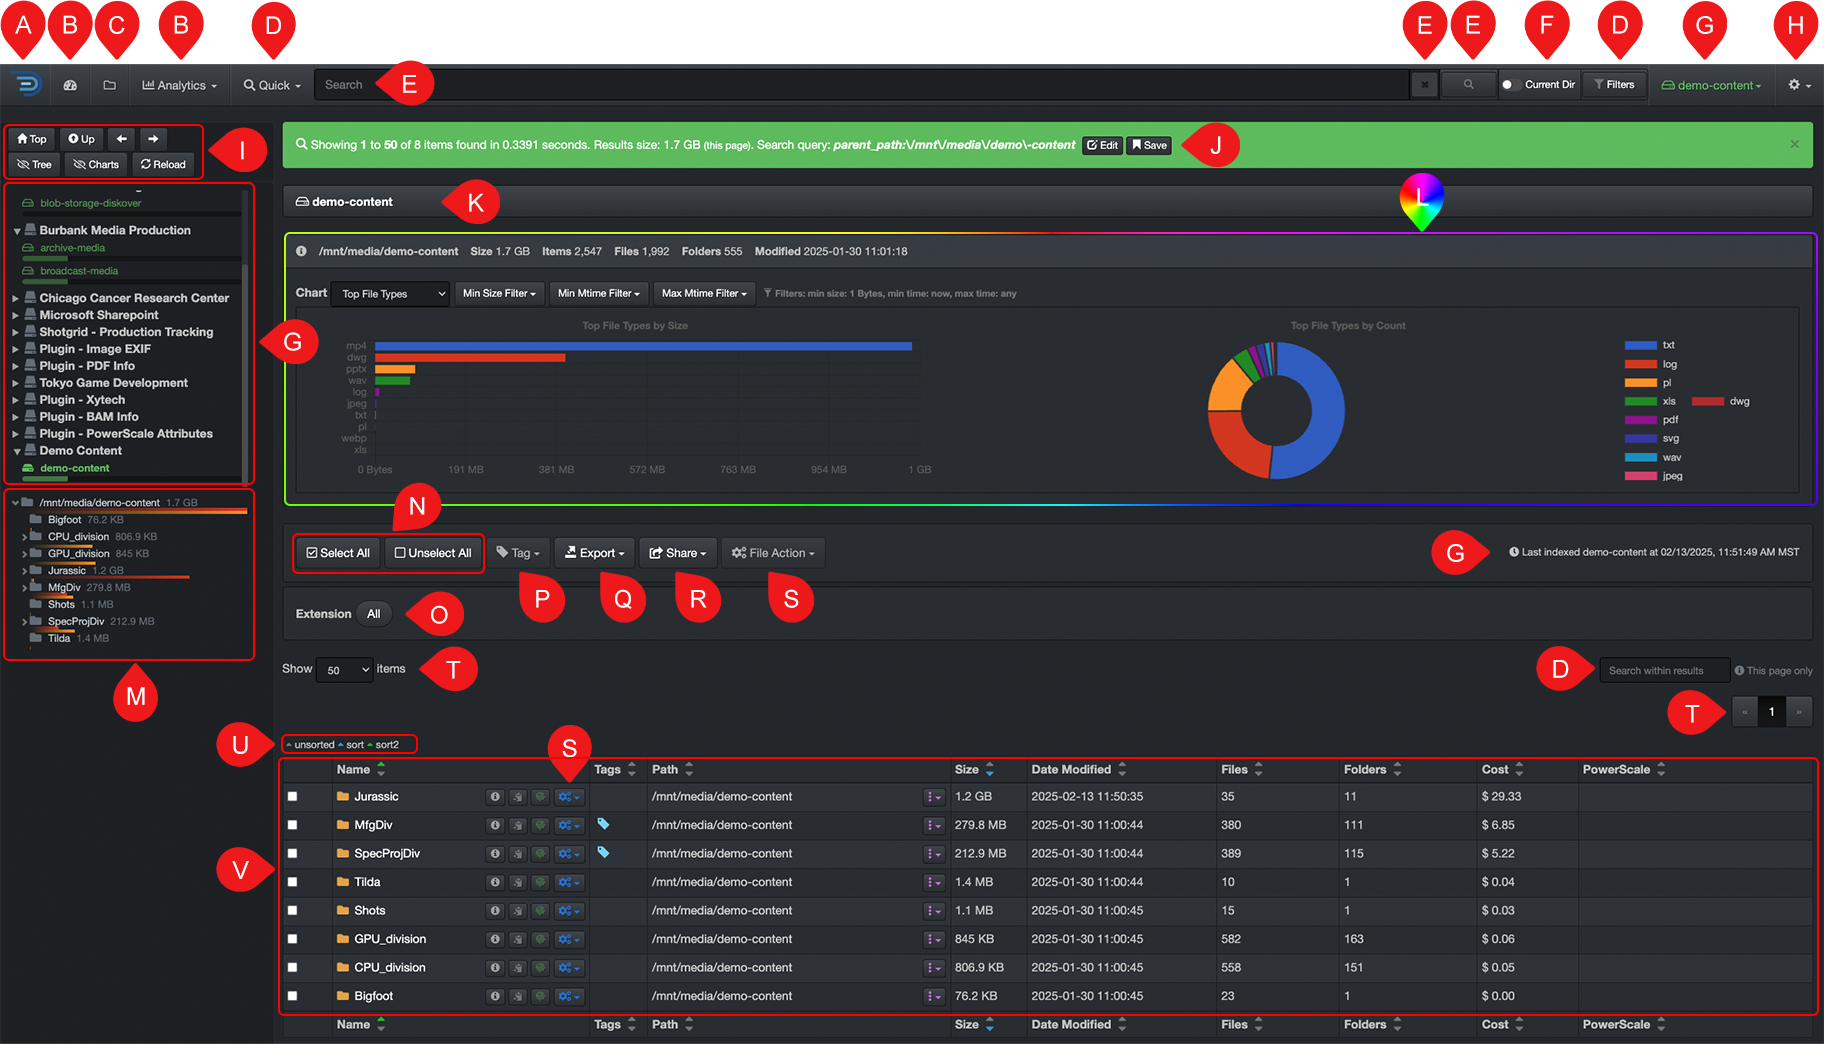 A B C B D E E F D G H
Analytics Quick Search E Current Dir Filters demo-content
Top Up
Tree Charts Reload
I
Showing 1 to 50 of 8 items found in 0.3391 seconds. Results size: 1.7 GB (this page). Search query: parent_path:\/mnt\/media\/demo\-content Edit Save J ×
demo-content K L
blob-storage-diskover
Burbank Media Production
archive-media
broadcast-media
Chicago Cancer Research Center
Microsoft Sharepoint
Shotgrid - Production Tracking
Plugin - Image EXIF
Plugin - PDF Info
Tokyo Game Development
Plugin - Xytech
Plugin - BAM Info
Plugin - PowerScale Attributes
Demo Content
demo-content
G
/mnt/media/demo-content 1.7 GB
Bigfoot 76.2 KB
CPU_division 806.9 KB
GPU_division 845 KB
Jurassic 1.2 GB
MfgDiv 279.8 MB
Shots 1.1 MB
SpecProjDiv 212.9 MB
Tilda 1.4 MB
M
/mnt/media/demo-content Size 1.7 GB Items 2,547 Files 1,992 Folders 555 Modified 2025-01-30 11:01:18
Chart Top File Types Min Size Filter Min Mtime Filter Max Mtime Filter Filters: min size: 1 Bytes, min time: now, max time: any
Top File Types by Size
mp4
dwg
pptx
wav
log
jpeg
txt
pl
webp
xls
0 Bytes 191 MB 381 MB 572 MB 763 MB 954 MB 1 GB
Top File Types by Count
txt
log
pl
xls dwg
pdf
svg
wav
jpeg
N
Select All Unselect All Tag Export Share File Action G Last indexed demo-content at 02/13/2025, 11:51:49 AM MST
P Q R S
Extension All O
Show 50 items T D Search within results This page only
T « 1 »
U unsorted sort sort2 S
Name Tags Path Size Date Modified Files Folders Cost PowerScale
V
Jurassic /mnt/media/demo-content 1.2 GB 2025-02-13 11:50:35 35 11 $ 29.33
MfgDiv /mnt/media/demo-content 279.8 MB 2025-01-30 11:00:44 380 111 $ 6.85
SpecProjDiv /mnt/media/demo-content 212.9 MB 2025-01-30 11:00:44 389 115 $ 5.22
Tilda /mnt/media/demo-content 1.4 MB 2025-01-30 11:00:44 10 1 $ 0.04
Shots /mnt/media/demo-content 1.1 MB 2025-01-30 11:00:45 15 1 $ 0.03
GPU_division /mnt/media/demo-content 845 KB 2025-01-30 11:00:45 582 163 $ 0.06
CPU_division /mnt/media/demo-content 806.9 KB 2025-01-30 11:00:45 558 151 $ 0.05
Bigfoot /mnt/media/demo-content 76.2 KB 2025-01-30 11:00:45 23 1 $ 0.00
Name Tags Path Size Date Modified Files Folders Cost PowerScale